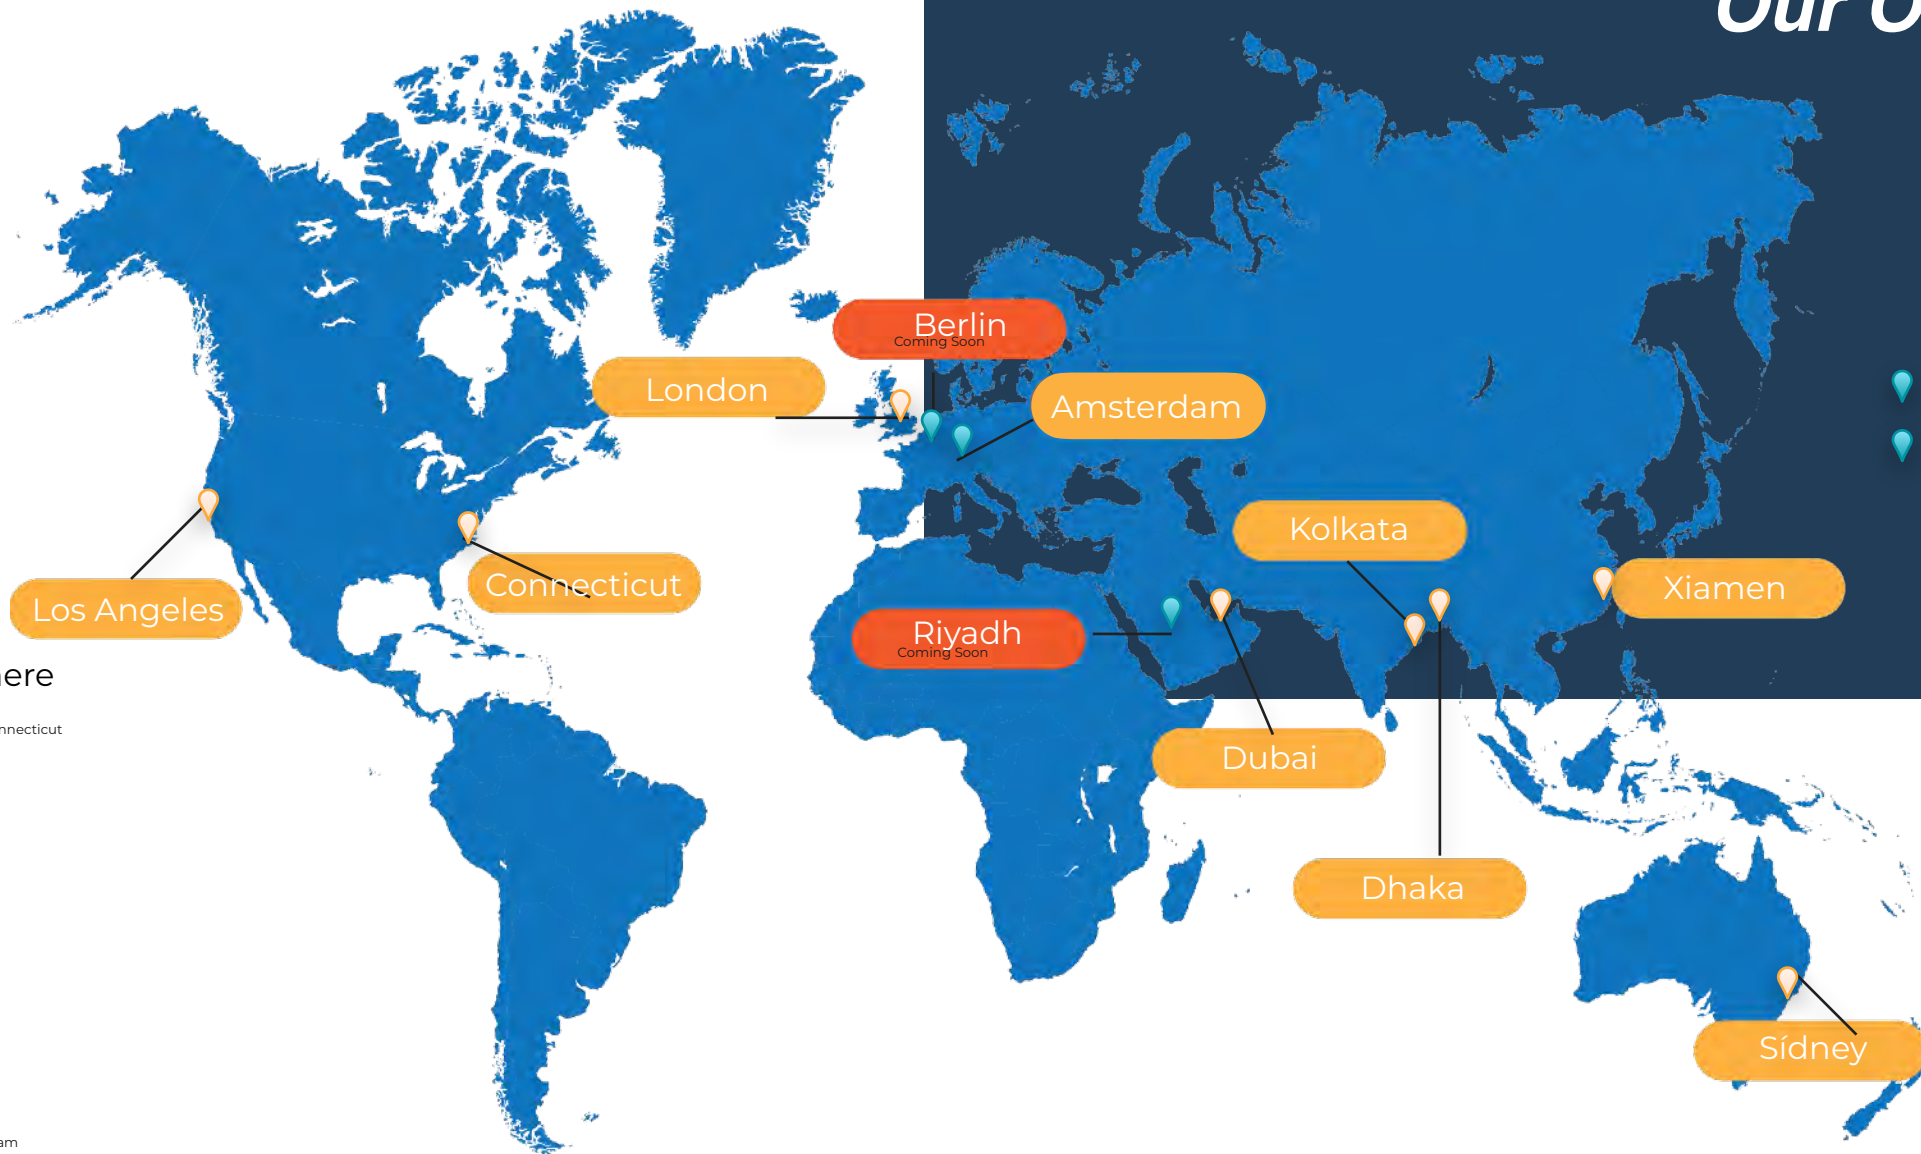 Our O
Berlin
Coming Soon
London
Amsterdam
Kolkata
Connecticut
Xiamen
Los Angeles
Riyadh
Coming Soon
ere
nnecticut
Dubai
Dhaka
Sídney
am